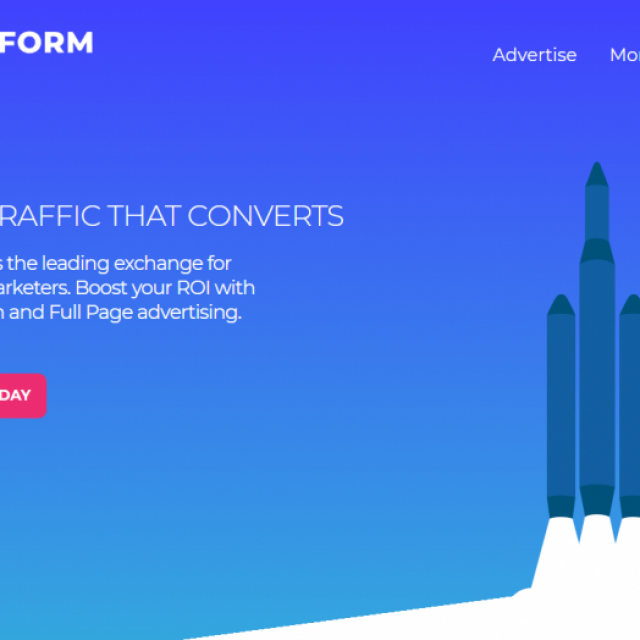 FORM
Advertise Mo
RAFFIC THAT CONVERTS
s the leading exchange for
arketers. Boost your ROI with
n and Full Page advertising.
DAY